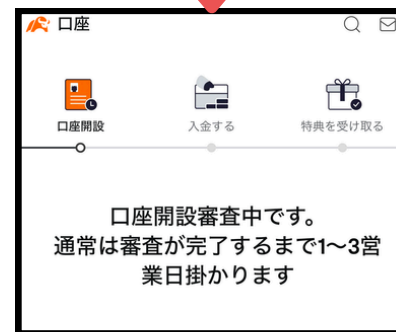 口座
口座開設
入金する
特典を受け取る
口座開設審査中です。
通常は審査が完了するまで1〜3営
業日掛かります